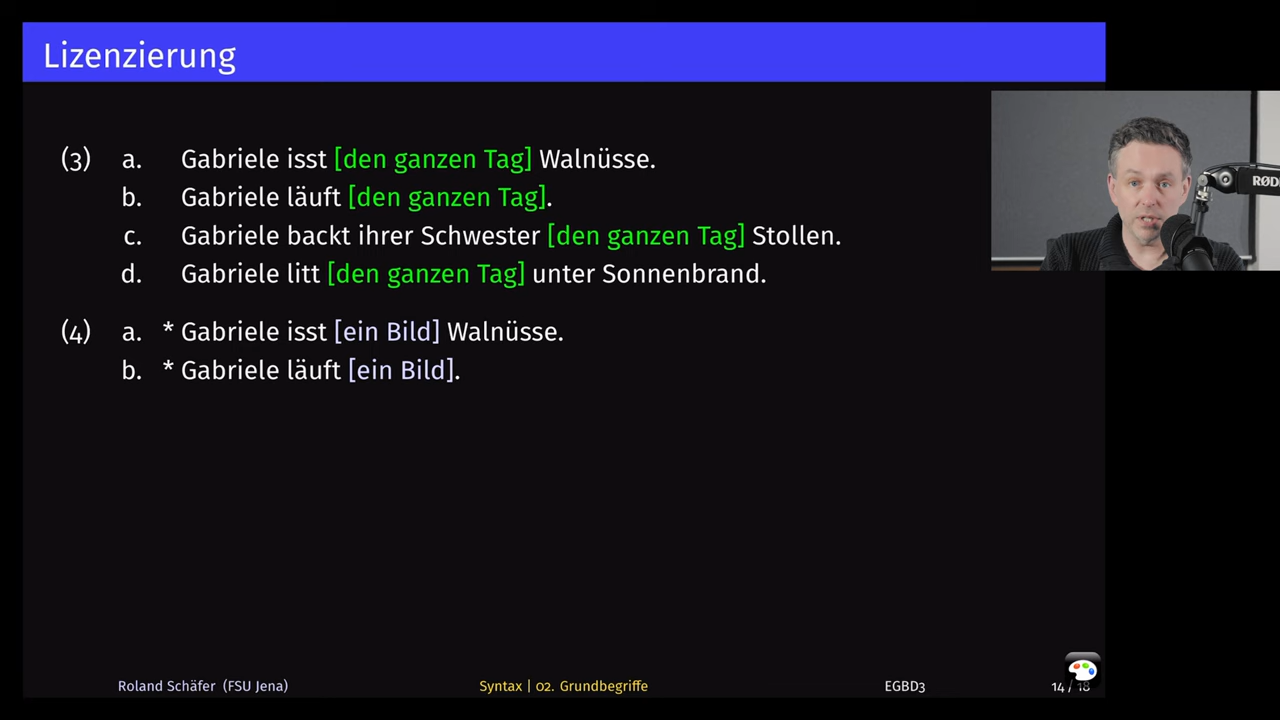 Lizenzierung
(3) a. Gabriele isst [den ganzen Tag] Walnüsse.
b. Gabriele läuft [den ganzen Tag].
c. Gabriele backt ihrer Schwester [den ganzen Tag] Stollen.
d. Gabriele litt [den ganzen Tag] unter Sonnenbrand.
(4) a. * Gabriele isst [ein Bild] Walnüsse.
b. * Gabriele läuft [ein Bild].
RØDE
Roland Schäfer (FSU Jena) Syntax | 02. Grundbegriffe EGBD3 14 / 18